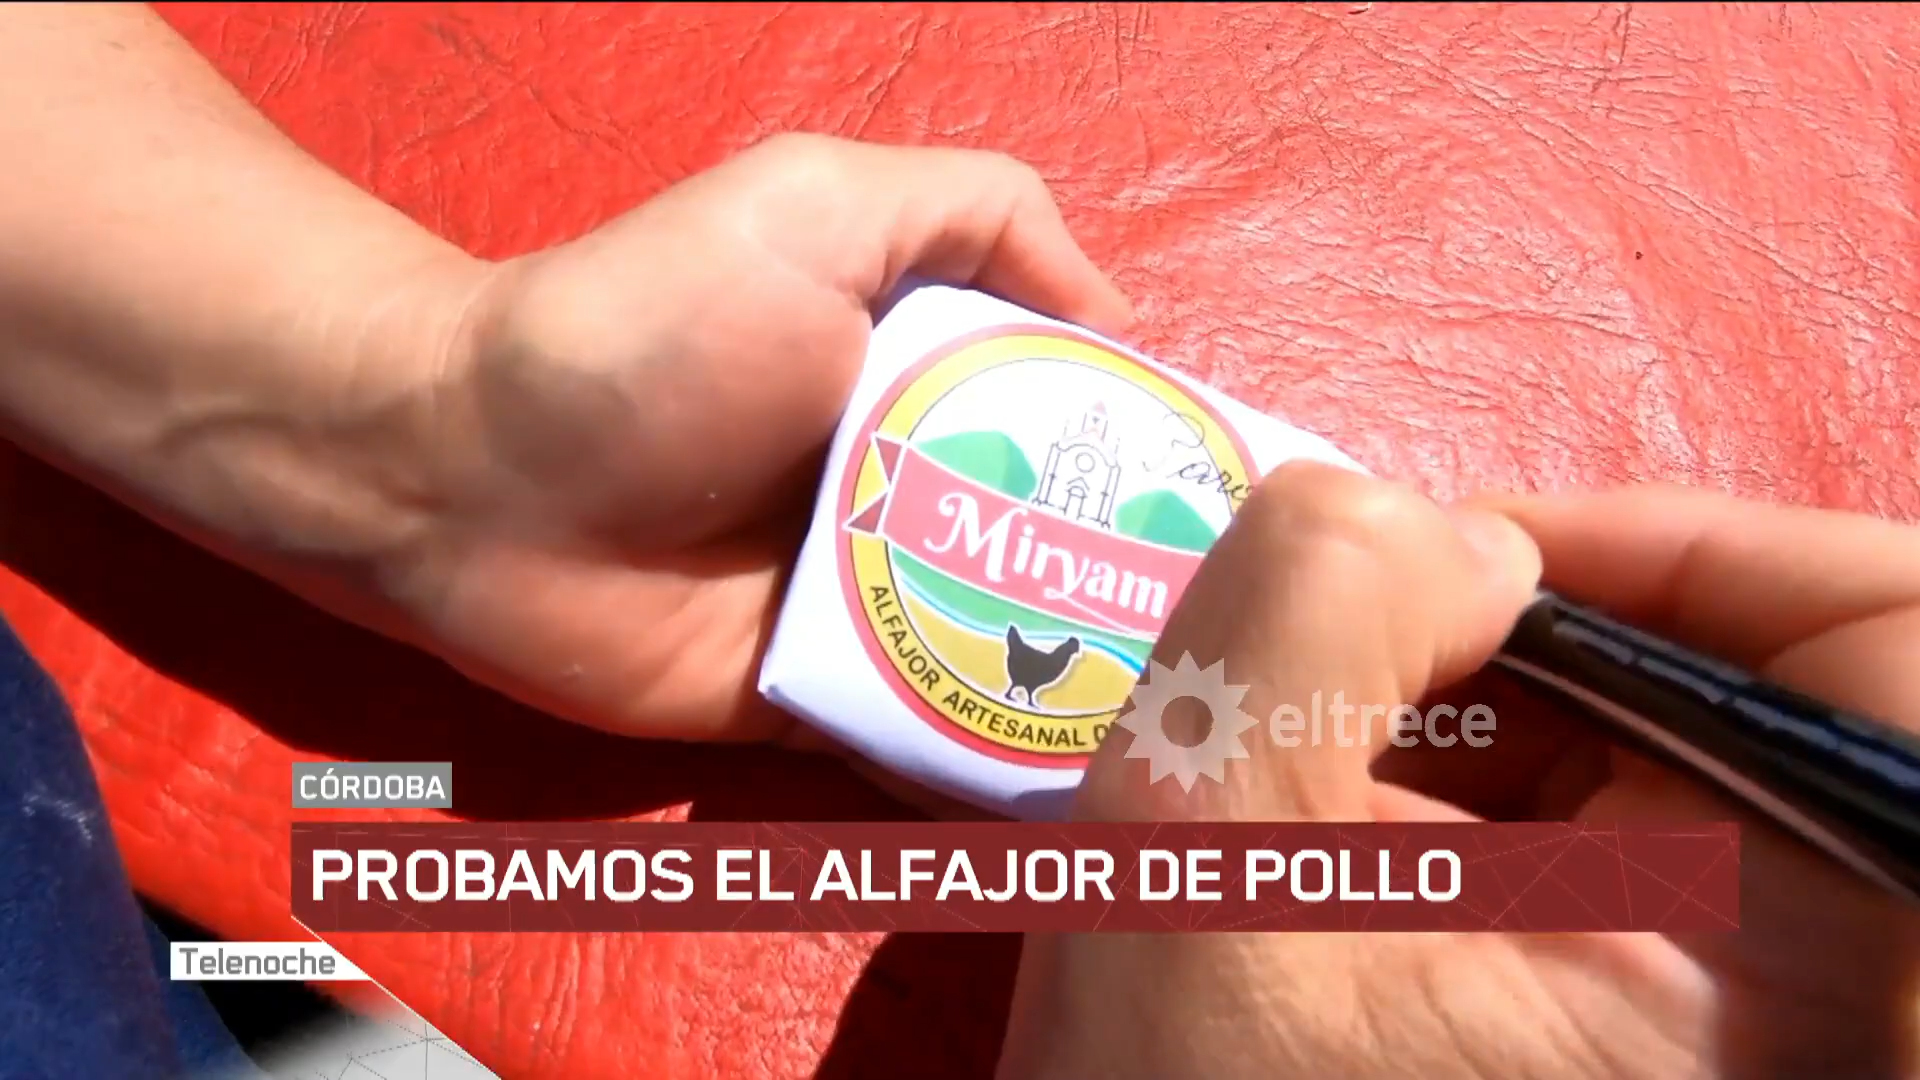 Miryam
ALFAJOR ARTESANAL
eltrece
CÓRDOBA
PROBAMOS EL ALFAJOR DE POLLO
Telenoche